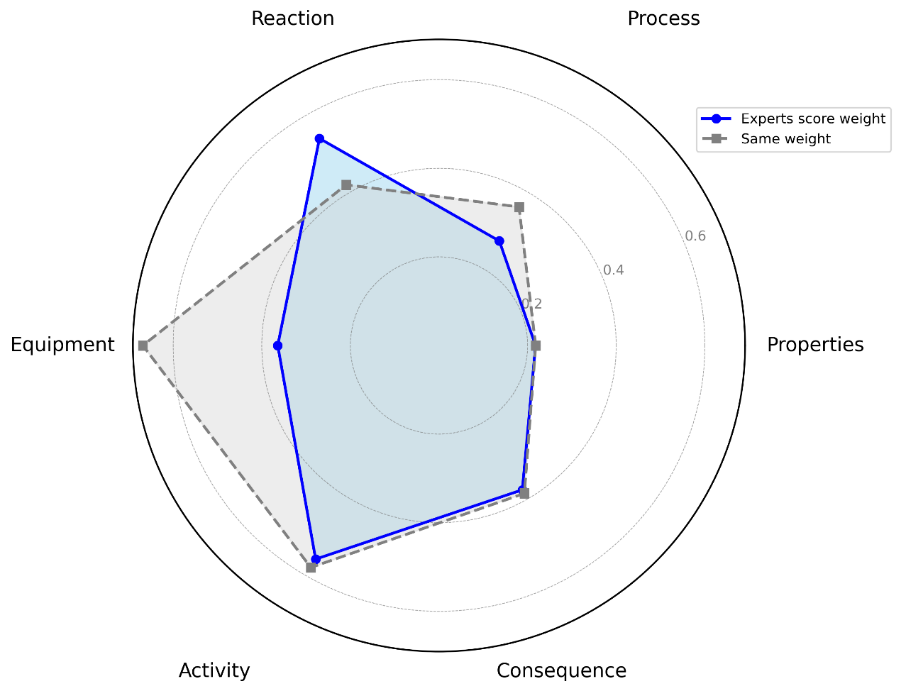 Reaction
Process
Experts score weight
Same weight
0.6
0.4
0.2
Equipment
Properties
Activity
Consequence